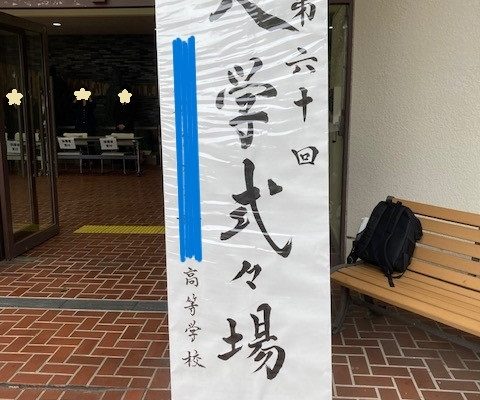 第六十回
入学式々場
高等学校